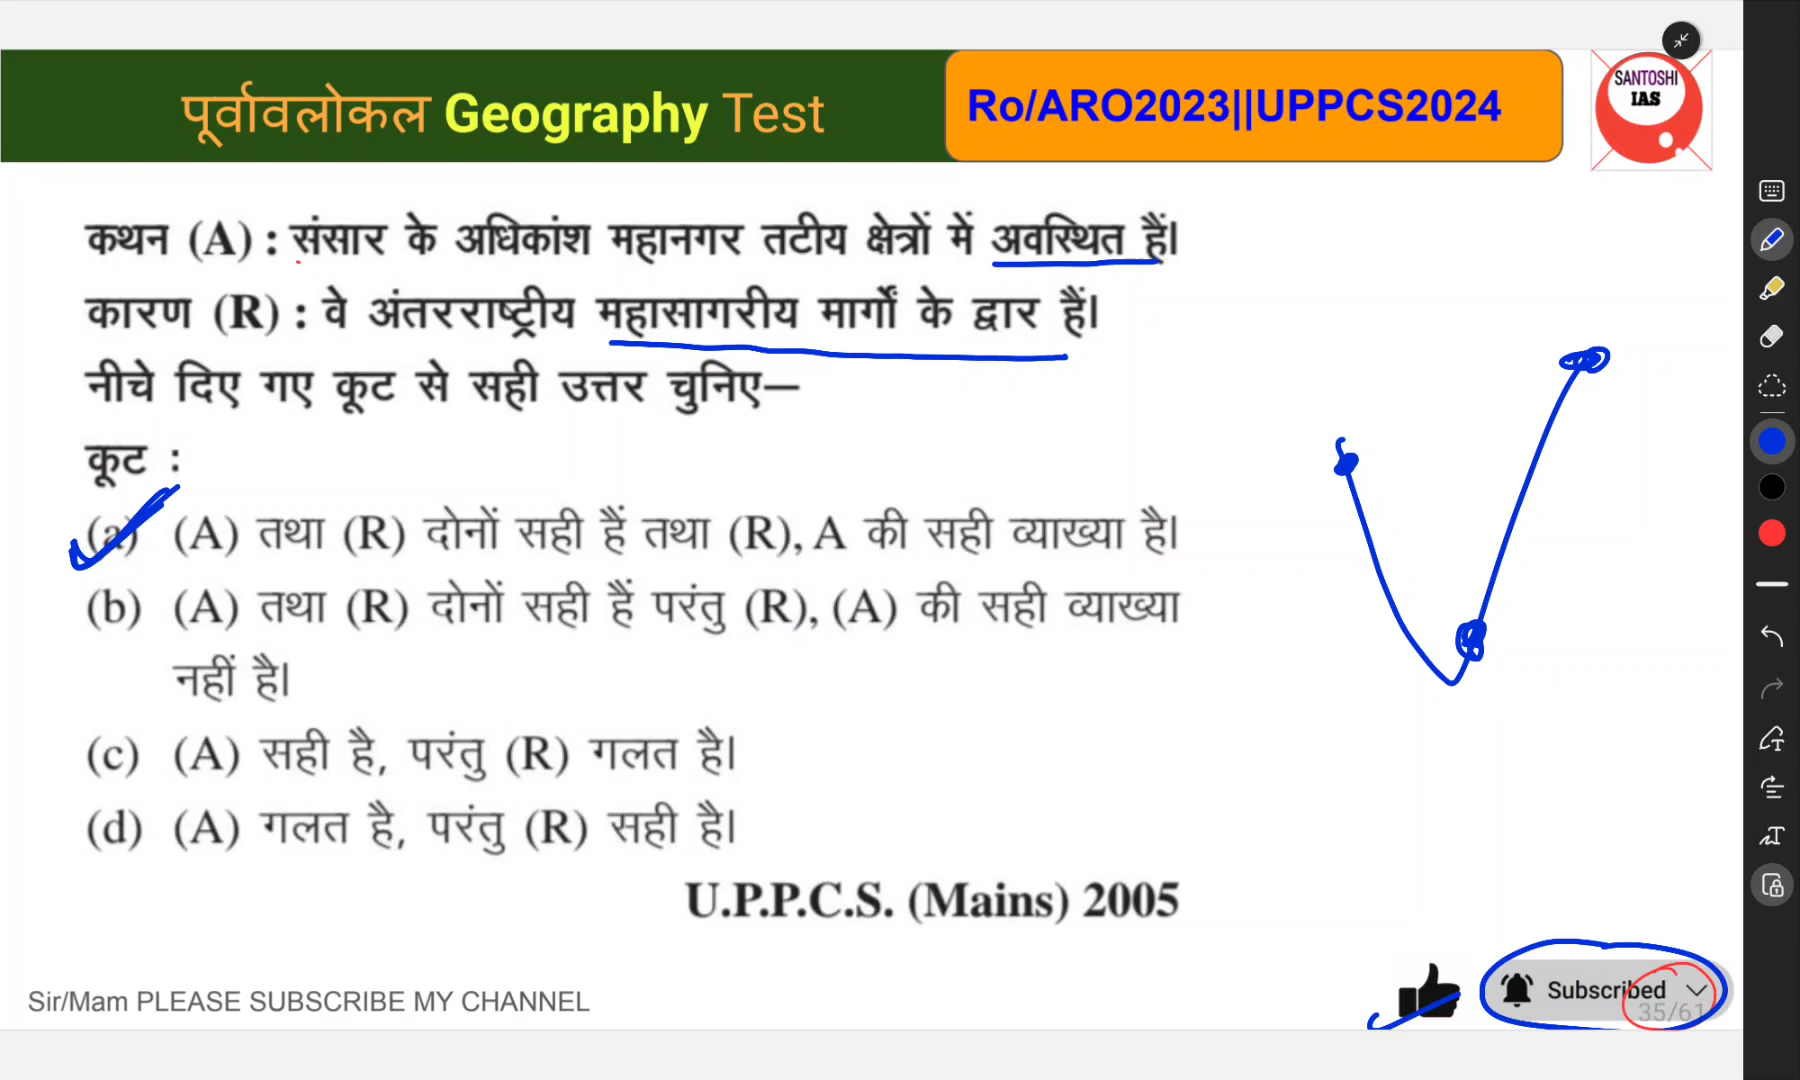 पूर्वावलोकल Geography Test
Ro/ARO2023||UPPCS2024
SANTOSHI
IAS
कथन (A) : संसार के अधिकांश महानगर तटीय क्षेत्रों में अवस्थित हैं।
कारण (R) : वे अंतरराष्ट्रीय महासागरीय मार्गों के द्वार हैं।
नीचे दिए गए कूट से सही उत्तर चुनिए—
कूट :
(a) (A) तथा (R) दोनों सही हैं तथा (R), A की सही व्याख्या है।
(b) (A) तथा (R) दोनों सही हैं परंतु (R), (A) की सही व्याख्या
नहीं है।
(c) (A) सही है, परंतु (R) गलत है।
(d) (A) गलत है, परंतु (R) सही है।
U.P.P.C.S. (Mains) 2005
Sir/Mam PLEASE SUBSCRIBE MY CHANNEL
Subscribed
35/61